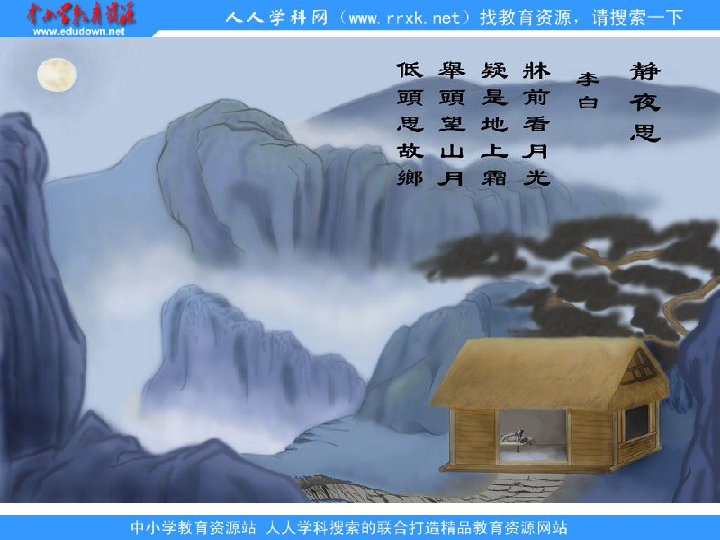 中小学教育资源
www.edudown.net
人人学科网（www.rrxk.net）找教育资源，请搜索一下
静夜思
李白
牀前看月光
疑是地上霜
舉頭望山月
低頭思故鄉
中小学教育资源站 人人学科搜索的联合打造精品教育资源网站